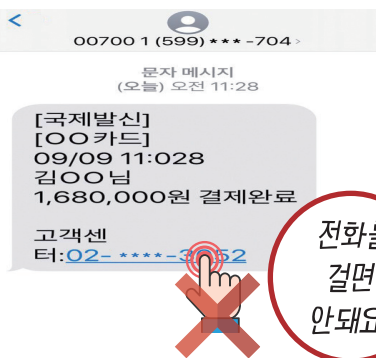 00700 1 (599) *** -704 >
문자 메시지
(오늘) 오전 11:28
[국제발신]
[OO카드]
09/09 11:028
김OO님
1,680,000원 결제완료
고객센
터:02- ****-3052
전화를
걸면
안돼요